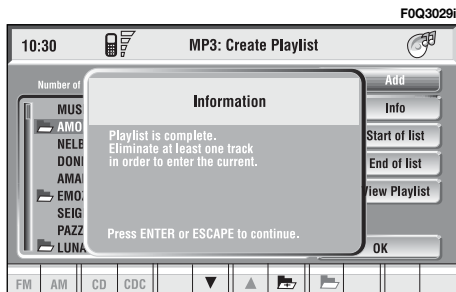 F0Q3029i
10:30 MP3: Create Playlist
Number of
Add
Information
MUS
Info
AMO
NELE
Playlist is complete.
Eliminate at least one track
in order to enter the current.
Start of list
DONI
AMAI
End of list
EMO
SEIG
View Playlist
PAZZ
Press ENTER or ESCAPE to continue.
LUNA
OK
FM AM CD CDC